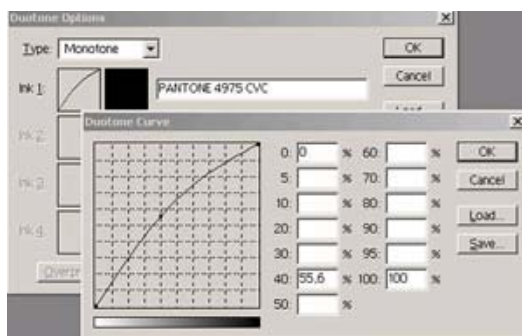 Duotone Options
Type: Monotone
OK
Cancel
Ink 1: PANTONE 4975 CVC
Ink 2:
Ink 3:
Ink 4:
Duotone Curve
0: 0 % 60: % OK
5: % 70: % Cancel
10: % 80: %
20: % 90: % Load...
30: % 95: % Save...
40: 55,6 % 100: 100 %
50: %